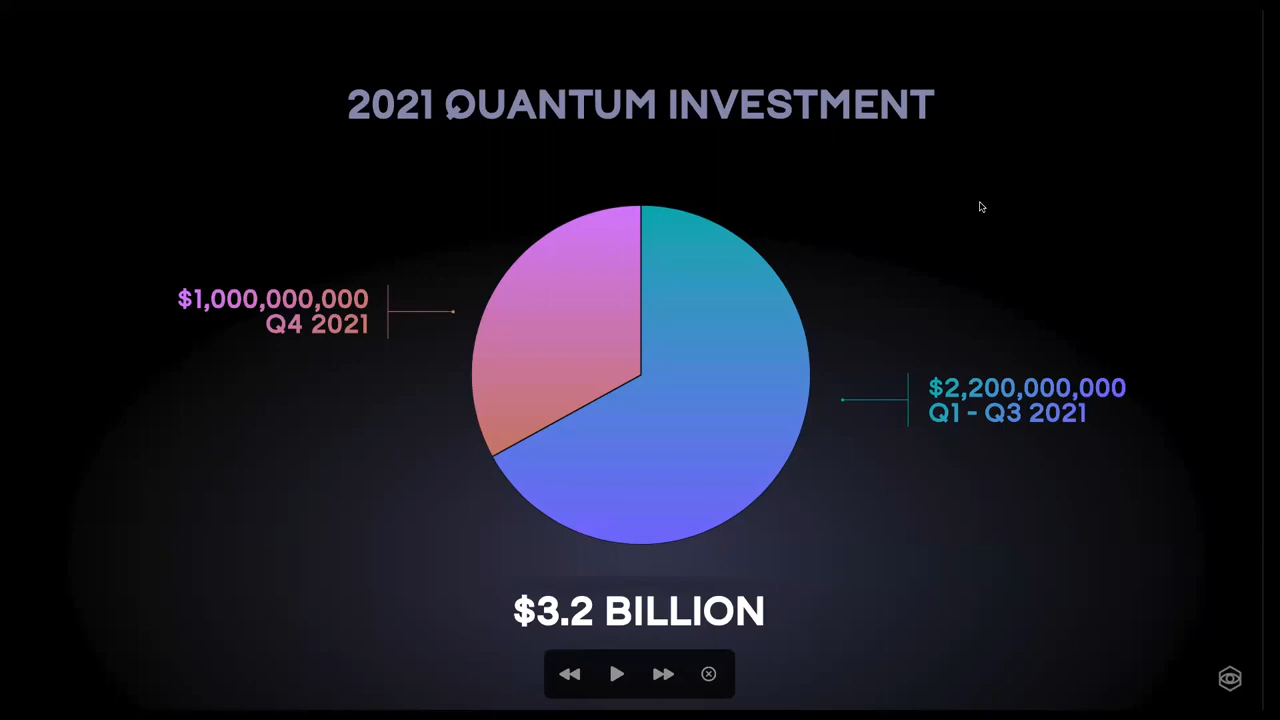 2021 QUANTUM INVESTMENT
$1,000,000,000
Q4 2021
$2,200,000,000
Q1 - Q3 2021
$3.2 BILLION